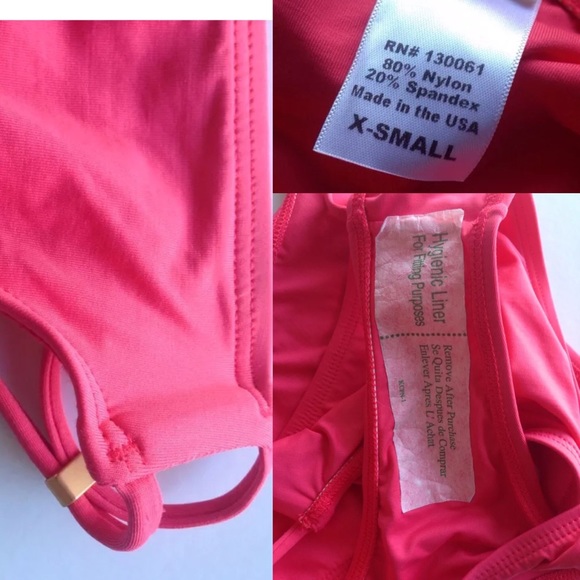 RN# 130061
80% Nylon
20% Spandex
Made in the USA
X-SMALL
Hygienic Liner
For Fitting Purposes
Remove After Purchase
Se Quita Despues de Comprar
Enlever Apres L' Achat